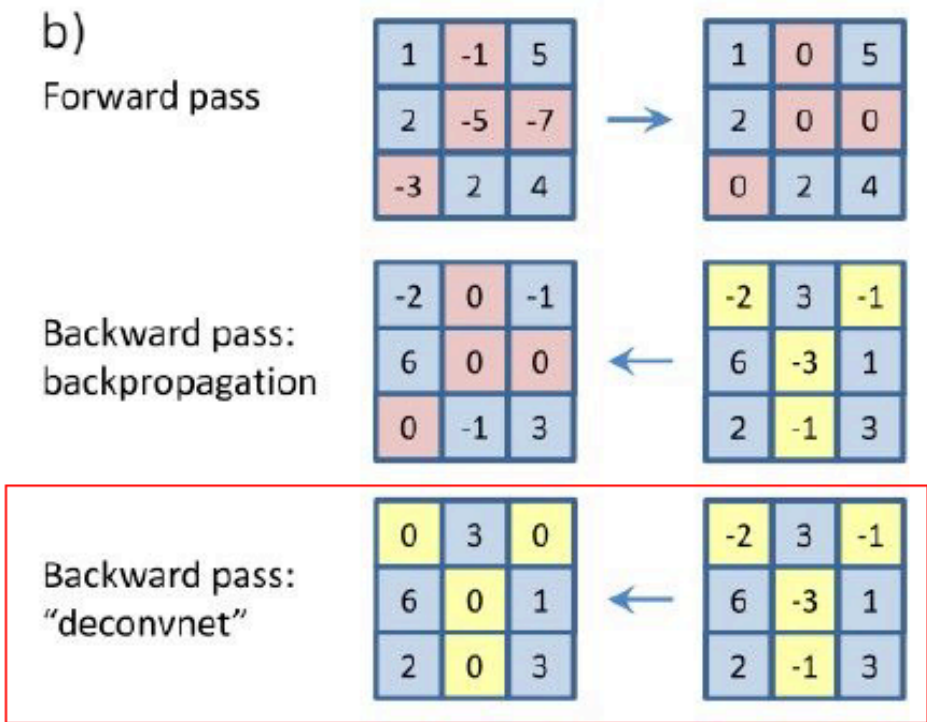 b)
Forward pass
1 -1 5
2 -5 -7
-3 2 4
1 0 5
2 0 0
0 2 4
Backward pass:
backpropagation
-2 0 -1
6 0 0
0 -1 3
-2 3 -1
6 -3 1
2 -1 3
Backward pass:
“deconvnet”
0 3 0
6 0 1
2 0 3
-2 3 -1
6 -3 1
2 -1 3